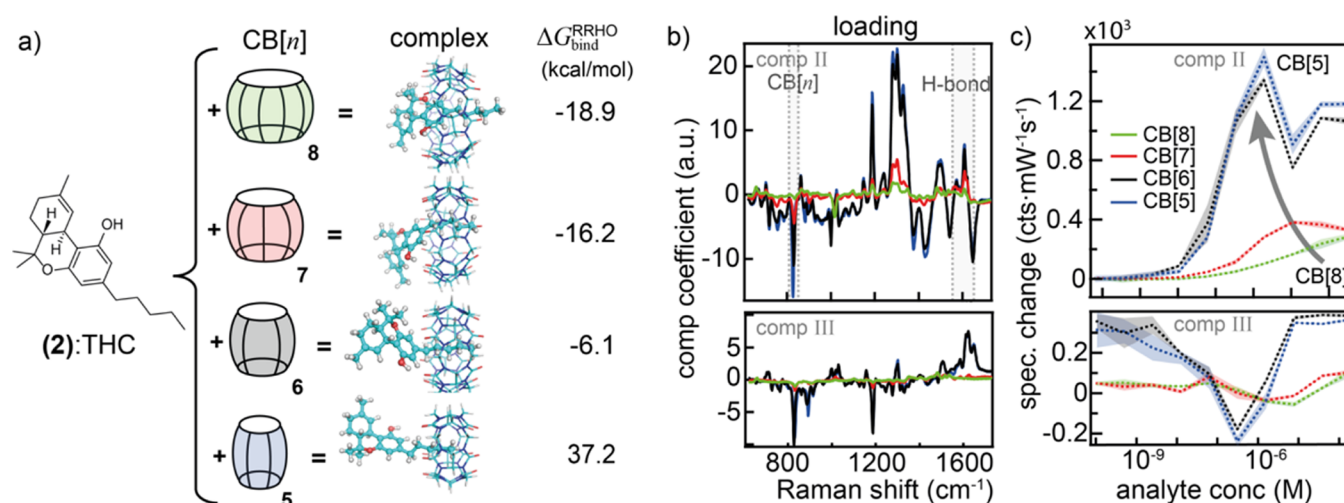 a)
CB[n]
complex
ΔG_bind^RRHO
(kcal/mol)
+
8
=
-18.9
+
7
=
-16.2
+
6
=
-6.1
+
5
=
37.2
H
H
OH
O
(2):THC
b)
loading
comp II
CB[n]
H-bond
20
10
0
-10
comp III
5
0
-5
comp coefficient (a.u.)
800
1200
1600
Raman shift (cm⁻¹)
c)
x10³
comp II
CB[5]
1.2
0.8
0.4
0
CB[8]
CB[7]
CB[6]
CB[5]
CB[8]
comp III
0.2
0
-0.2
spec. change (cts·mW⁻¹s⁻¹)
10⁻⁹
10⁻⁶
analyte conc (M)